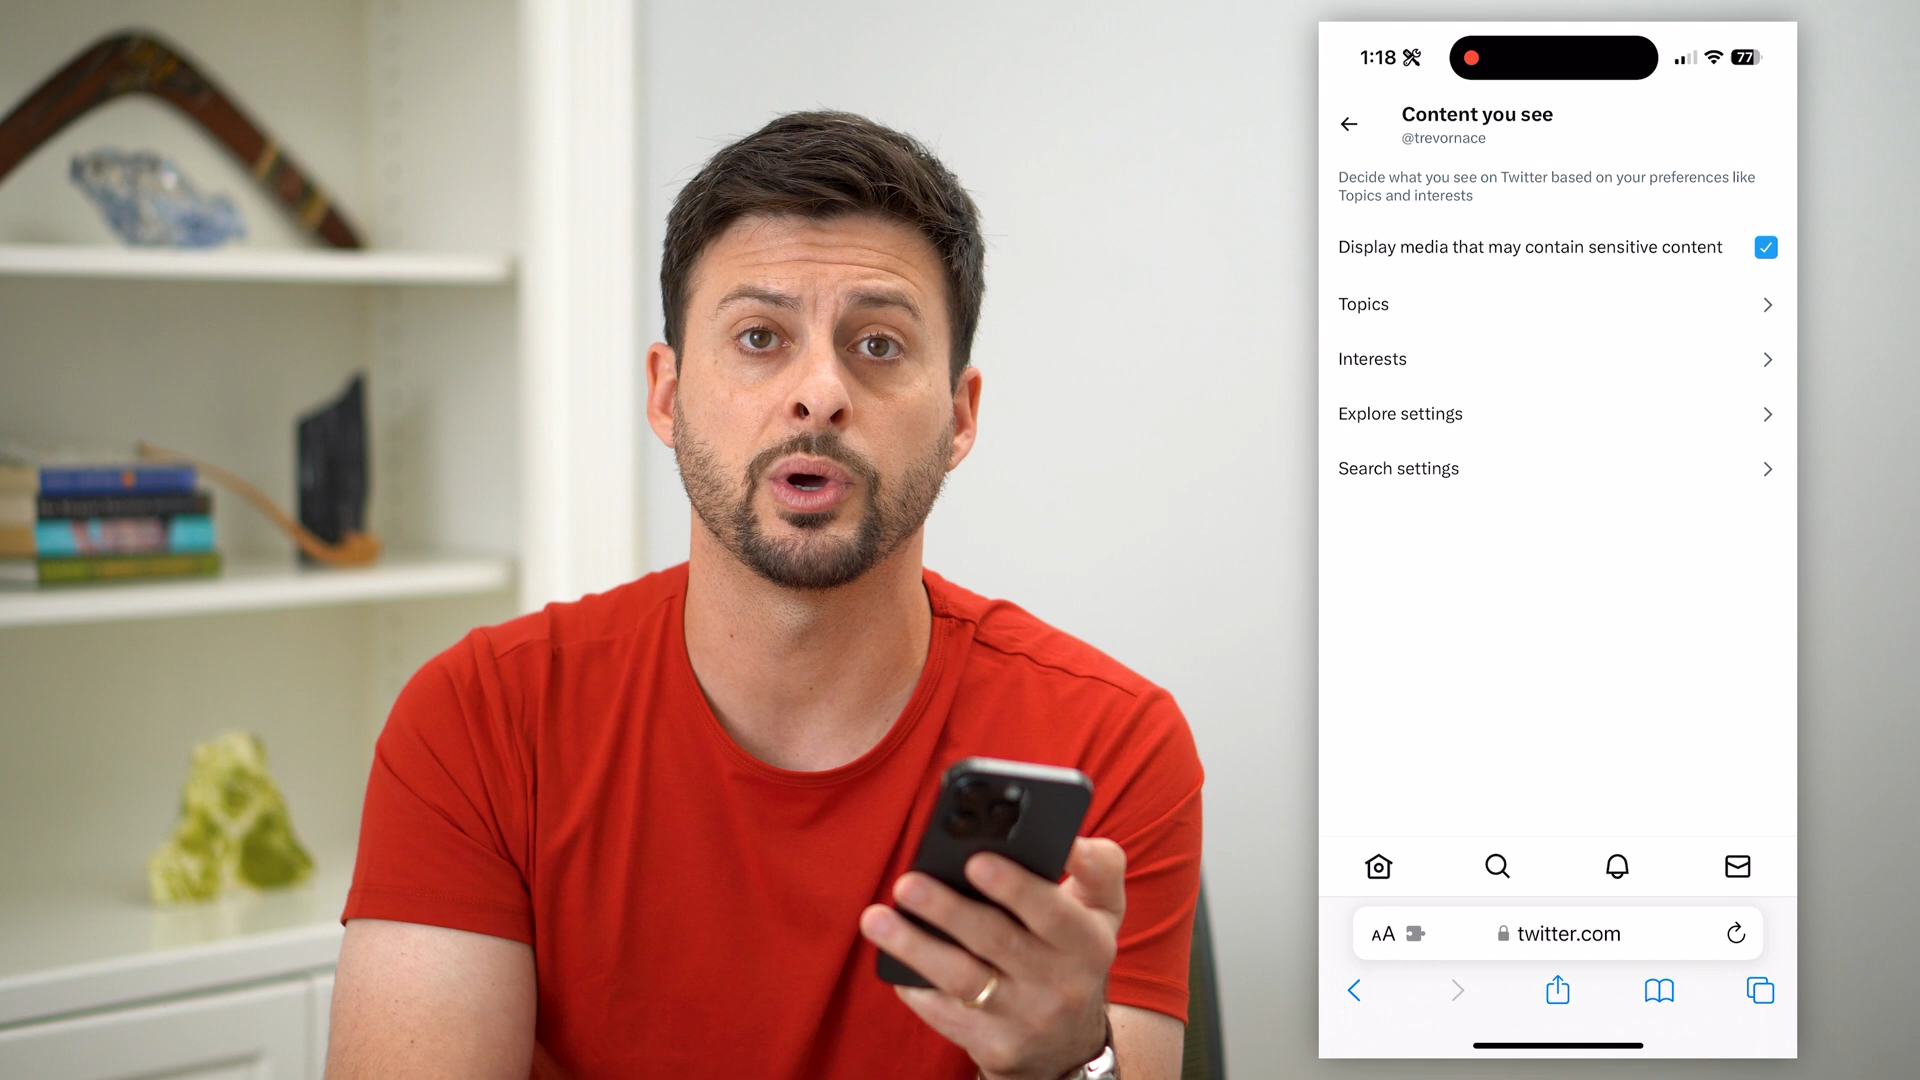 1:18
77
Content you see
@trevornace
Decide what you see on Twitter based on your preferences like
Topics and interests
Display media that may contain sensitive content
Topics
Interests
Explore settings
Search settings
AA
twitter.com